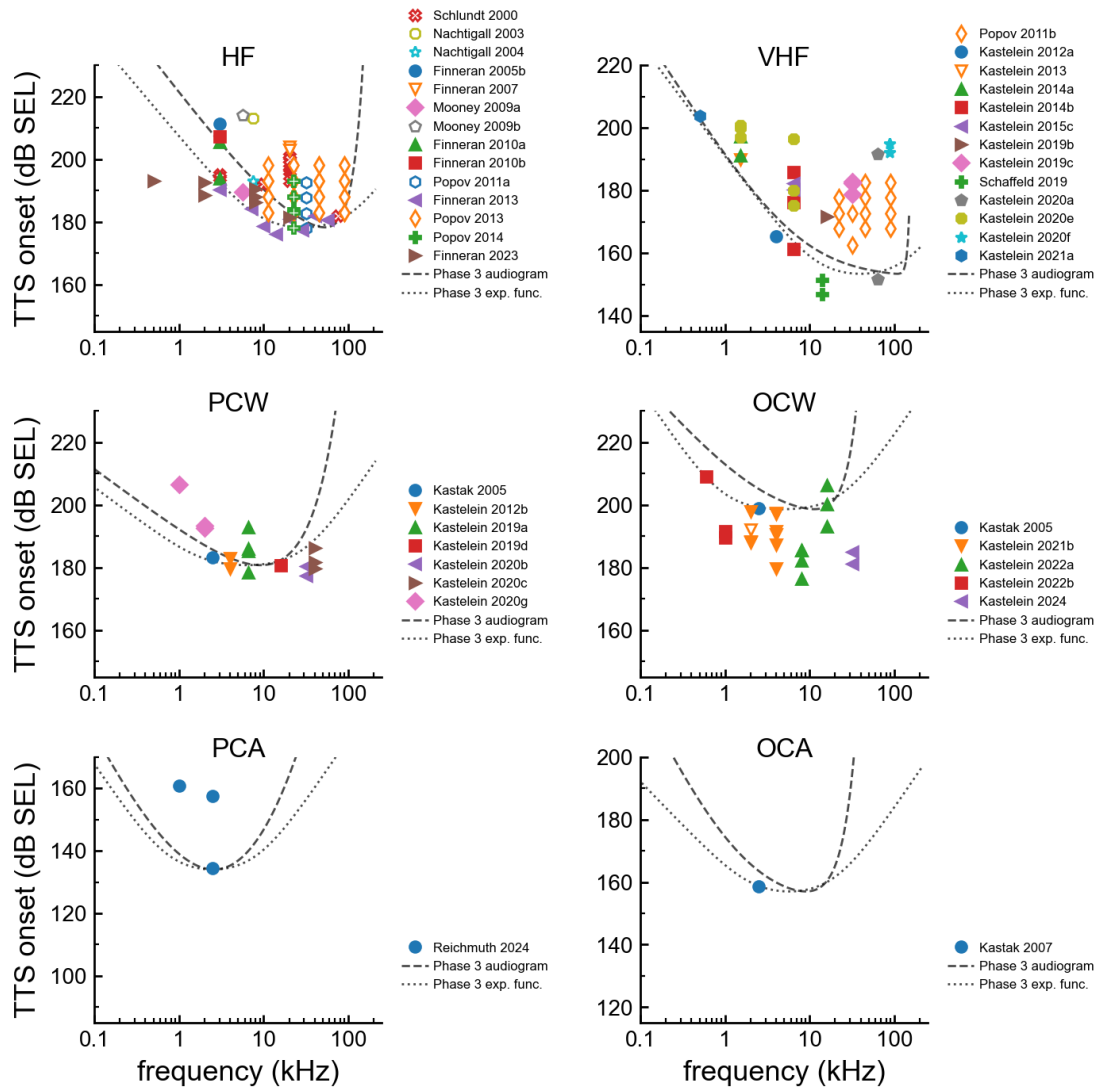 HF
TTS onset (dB SEL)
220
200
180
160
0.1 1 10 100
Schlundt 2000
Nachtigall 2003
Nachtigall 2004
Finneran 2005b
Finneran 2007
Mooney 2009a
Mooney 2009b
Finneran 2010a
Finneran 2010b
Popov 2011a
Finneran 2013
Popov 2013
Popov 2014
Finneran 2023
Phase 3 audiogram
Phase 3 exp. func.
VHF
220
200
180
160
140
0.1 1 10 100
Popov 2011b
Kastelein 2012a
Kastelein 2013
Kastelein 2014a
Kastelein 2014b
Kastelein 2015c
Kastelein 2019b
Kastelein 2019c
Schaffeld 2019
Kastelein 2020a
Kastelein 2020e
Kastelein 2020f
Kastelein 2021a
Phase 3 audiogram
Phase 3 exp. func.
PCW
TTS onset (dB SEL)
220
200
180
160
0.1 1 10 100
Kastak 2005
Kastelein 2012b
Kastelein 2019a
Kastelein 2019d
Kastelein 2020b
Kastelein 2020c
Kastelein 2020g
Phase 3 audiogram
Phase 3 exp. func.
OCW
220
200
180
160
0.1 1 10 100
Kastak 2005
Kastelein 2021b
Kastelein 2022a
Kastelein 2022b
Kastelein 2024
Phase 3 audiogram
Phase 3 exp. func.
PCA
TTS onset (dB SEL)
160
140
120
100
0.1 1 10 100
frequency (kHz)
Reichmuth 2024
Phase 3 audiogram
Phase 3 exp. func.
OCA
200
180
160
140
120
0.1 1 10 100
frequency (kHz)
Kastak 2007
Phase 3 audiogram
Phase 3 exp. func.